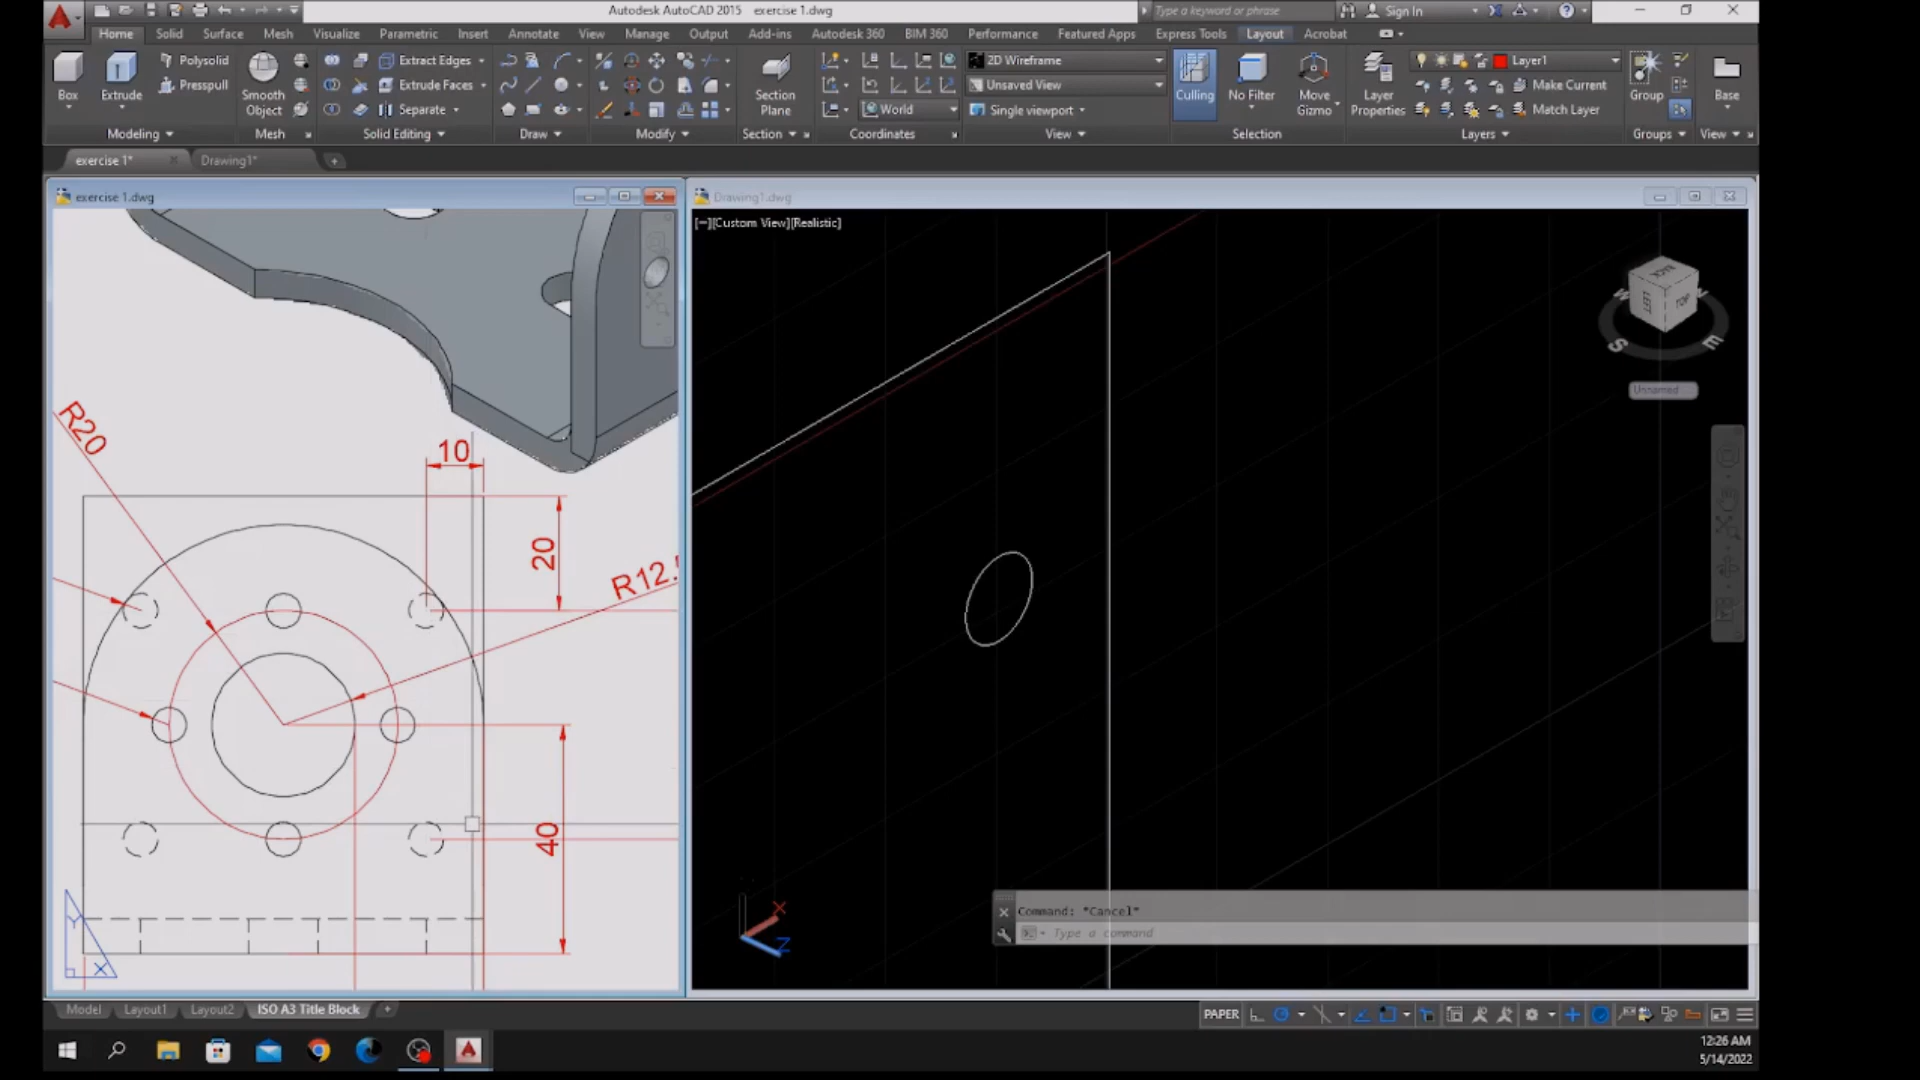 Autodesk AutoCAD 2015 exercise 1.dwg
Type a keyword or phrase
Sign In
Home Solid Surface Mesh Visualize Parametric Insert Annotate View Manage Output Add-ins Autodesk 360 BIM 360 Performance Featured Apps Express Tools Layout Acrobat
Box
Extrude
Polysolid
Presspull
Smooth
Object
Extract Edges
Extrude Faces
Separate
Section
Plane
World
2D Wireframe
Unsaved View
Single viewport
Culling
No Filter
Move
Gizmo
Layer
Properties
Layer1
Make Current
Match Layer
Group
Base
Modeling Mesh Solid Editing Draw Modify Section Coordinates View Selection Layers Groups View
exercise 1* Drawing1*
exercise 1.dwg
Drawing1.dwg
[−][Custom View][Realistic]
BACK
TOP
S
E
Unnamed
R20
10
20
R12.
40
Y
X
X
Z
Command: *Cancel*
Type a command
Model Layout1 Layout2 ISO A3 Title Block
PAPER
12:26 AM
5/14/2022